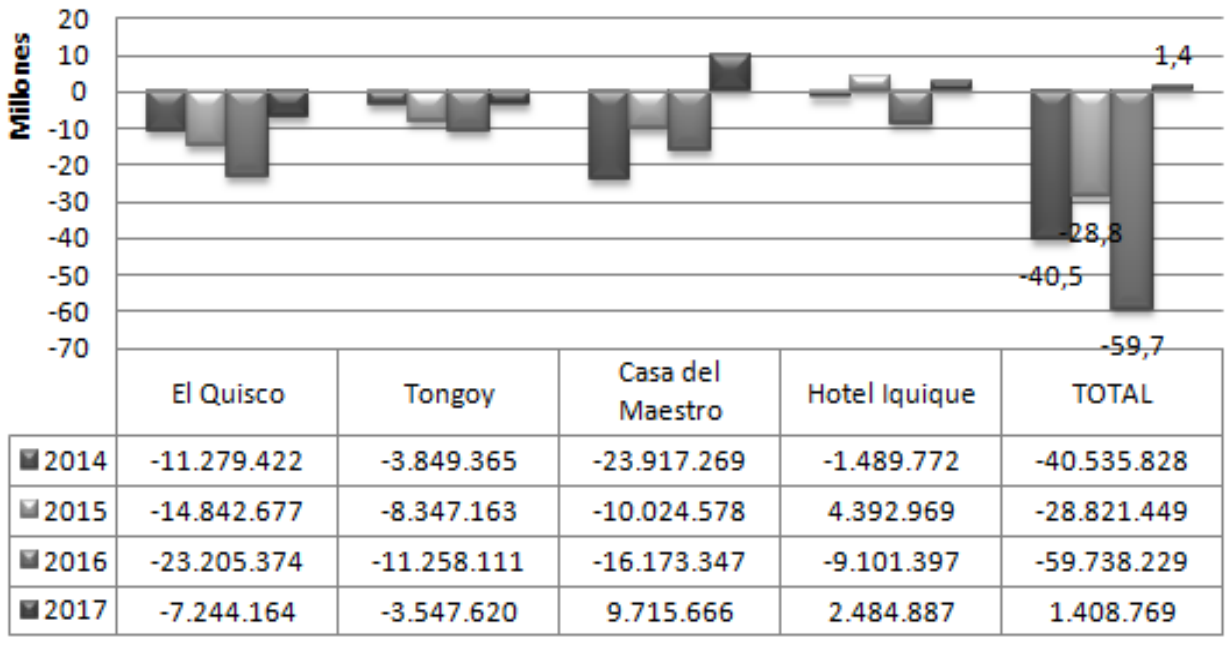 Millones
20
10
1,4
0
-10
-20
-30
-40
-28,8
-50
-40,5
-60
-70
-59,7
El Quisco Tongoy Casa del Maestro Hotel Iquique TOTAL
2014 -11.279.422 -3.849.365 -23.917.269 -1.489.772 -40.535.828
2015 -14.842.677 -8.347.163 -10.024.578 4.392.969 -28.821.449
2016 -23.205.374 -11.258.111 -16.173.347 -9.101.397 -59.738.229
2017 -7.244.164 -3.547.620 9.715.666 2.484.887 1.408.769